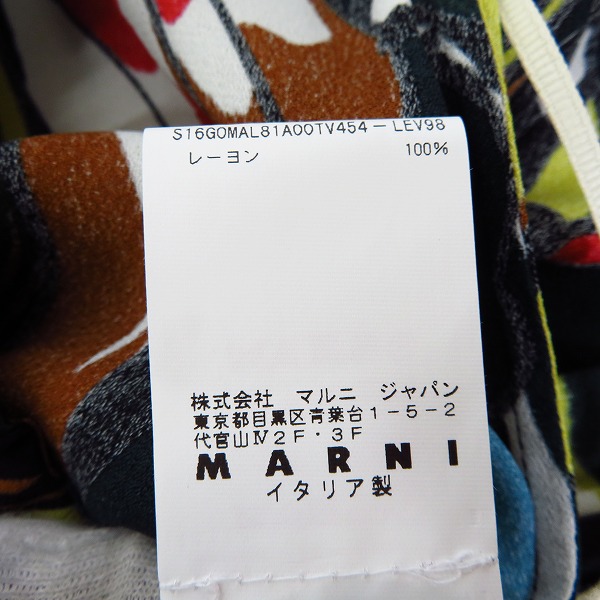 S16G0MAL81A00TV454-LEV98
レーヨン 100%
株式会社 マルニ ジャパン
東京都目黒区青葉台1-5-2
代官山Ⅳ2F・3F
MARNI
イタリア製